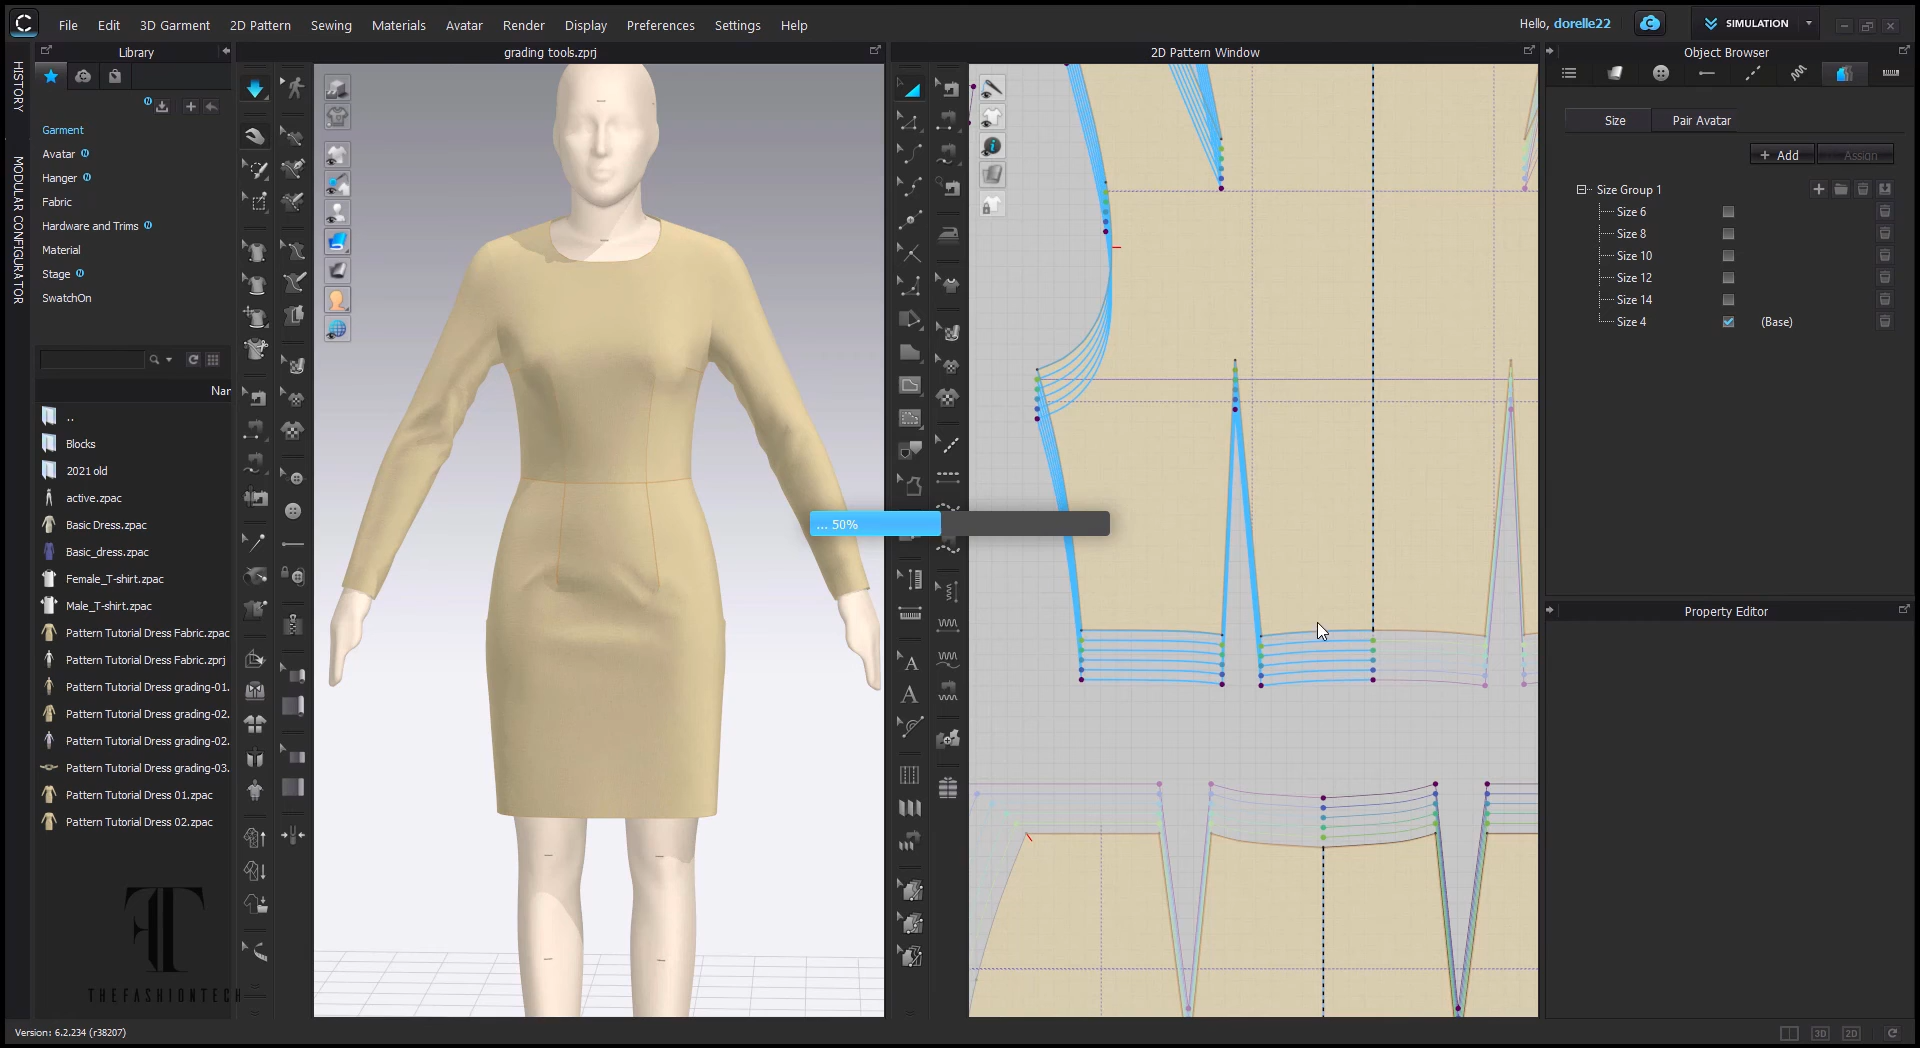 File Edit 3D Garment 2D Pattern Sewing Materials Avatar Render Display Preferences Settings Help
Hello, dorelle22
SIMULATION
HISTORY
MODULAR CONFIGURATOR
Library
Garment
Avatar
Hanger
Fabric
Hardware and Trims
Material
Stage
SwatchOn
Nar
..
Blocks
2021 old
active.zpac
Basic Dress.zpac
Basic_dress.zpac
Female_T-shirt.zpac
Male_T-shirt.zpac
Pattern Tutorial Dress Fabric.zpac
Pattern Tutorial Dress Fabric.zprj
Pattern Tutorial Dress grading-01.
Pattern Tutorial Dress grading-02.
Pattern Tutorial Dress grading-02.
Pattern Tutorial Dress grading-03.
Pattern Tutorial Dress 01.zpac
Pattern Tutorial Dress 02.zpac
THEFASHIONTECH
Version: 6.2.234 (r38207)
grading tools.zprj
... 50%
2D Pattern Window
Object Browser
Size Pair Avatar
+ Add Assign
Size Group 1
Size 6
Size 8
Size 10
Size 12
Size 14
Size 4 (Base)
Property Editor
3D 2D